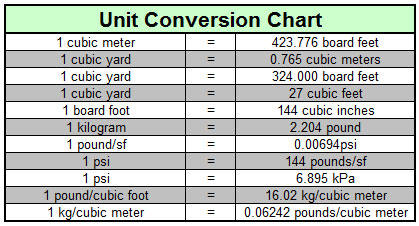 Unit Conversion Chart
1 cubic meter = 423.776 board feet
1 cubic yard = 0.765 cubic meters
1 cubic yard = 324.000 board feet
1 cubic yard = 27 cubic feet
1 board foot = 144 cubic inches
1 kilogram = 2.204 pound
1 pound/sf = 0.00694psi
1 psi = 144 pounds/sf
1 psi = 6.895 kPa
1 pound/cubic foot = 16.02 kg/cubic meter
1 kg/cubic meter = 0.06242 pounds/cubic meter